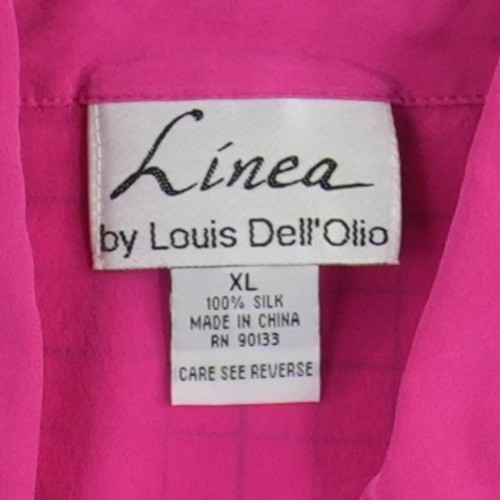 Linea
by Louis Dell'Olio
XL
100% SILK
MADE IN CHINA
RN 90133
CARE SEE REVERSE